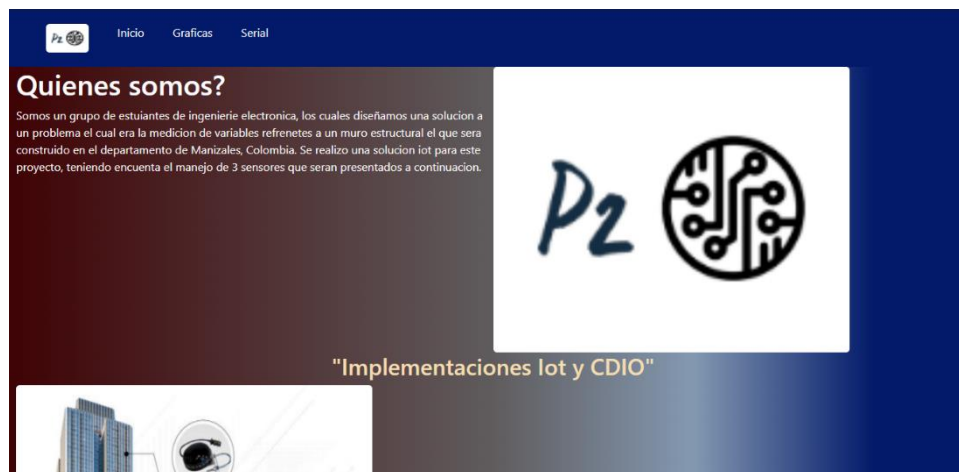 Pz
Inicio
Graficas
Serial
Quienes somos?
Somos un grupo de estuiantes de ingenierie electronica, los cuales diseñamos una solucion a
un problema el cual era la medicion de variables refrenetes a un muro estructural el que sera
construido en el departamento de Manizales, Colombia. Se realizo una solucion iot para este
proyecto, teniendo encuenta el manejo de 3 sensores que seran presentados a continuacion.
Pz
"Implementaciones Iot y CDIO"